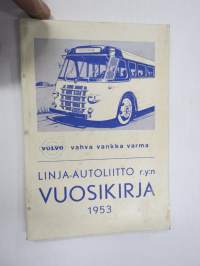 VOLVO vahva vankka varma
LINJA-AUTOLIITTO r.y:n
VUOSIKIRJA
1953